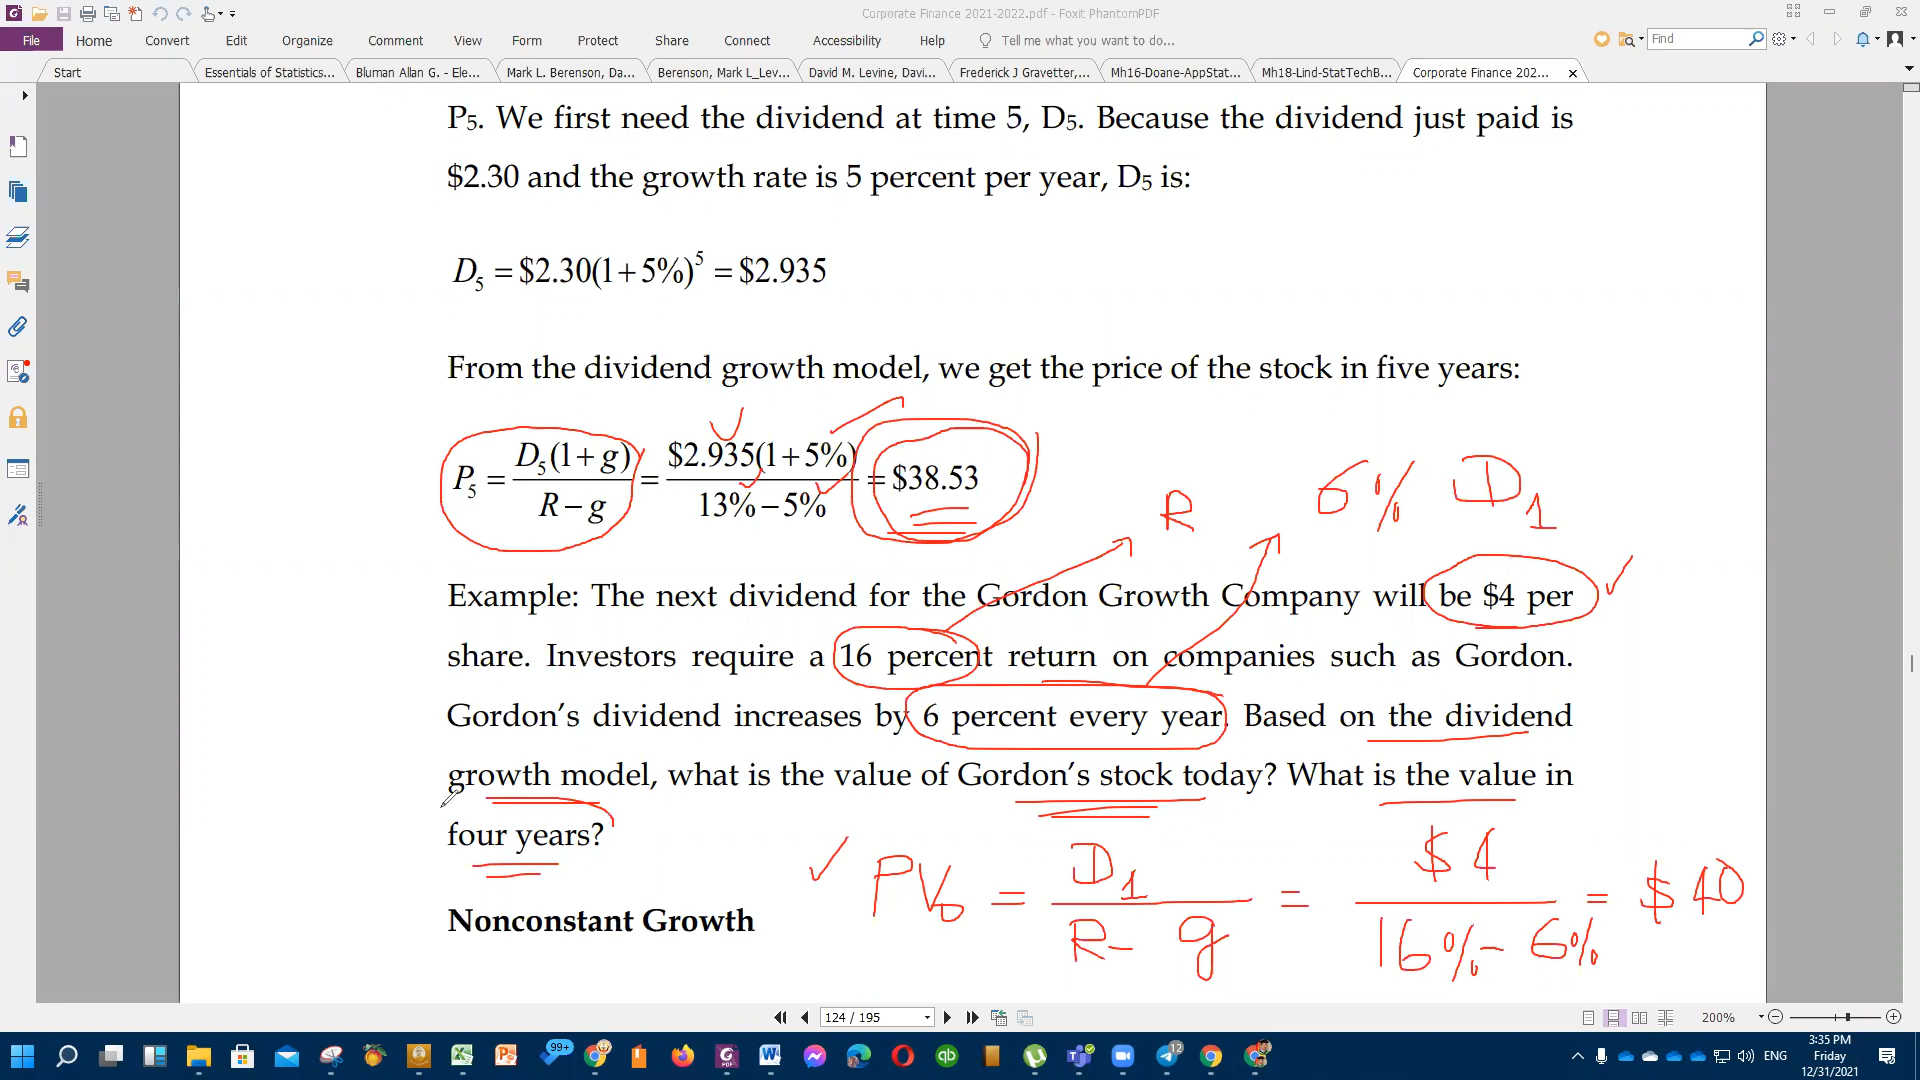 Corporate Finance 2021-2022.pdf - Foxit PhantomPDF
File Home Convert Edit Organize Comment View Form Protect Share Connect Accessibility Help Tell me what you want to do... Find
Start Essentials of Statistics... Bluman Allan G. - Ele... Mark L. Berenson, Da... Berenson, Mark L_Lev... David M. Levine, Davi... Frederick J Gravetter,... Mh16-Doane-AppStat... Mh18-Lind-StatTechB... Corporate Finance 202...
P5. We first need the dividend at time 5, D5. Because the dividend just paid is
$2.30 and the growth rate is 5 percent per year, D5 is:
D5 = $2.30(1+5%)^5 = $2.935
From the dividend growth model, we get the price of the stock in five years:
P5 = D5(1+g) / R−g = $2.935(1+5%) / 13%−5% = $38.53
R 6% D1
Example: The next dividend for the Gordon Growth Company will be $4 per
share. Investors require a 16 percent return on companies such as Gordon.
Gordon's dividend increases by 6 percent every year. Based on the dividend
growth model, what is the value of Gordon's stock today? What is the value in
four years?
PV0 = D1 / R − g = $4 / 16% − 6% = $40
Nonconstant Growth
124 / 195 200%
99+ 12 ENG 3:35 PM
Friday
12/31/2021